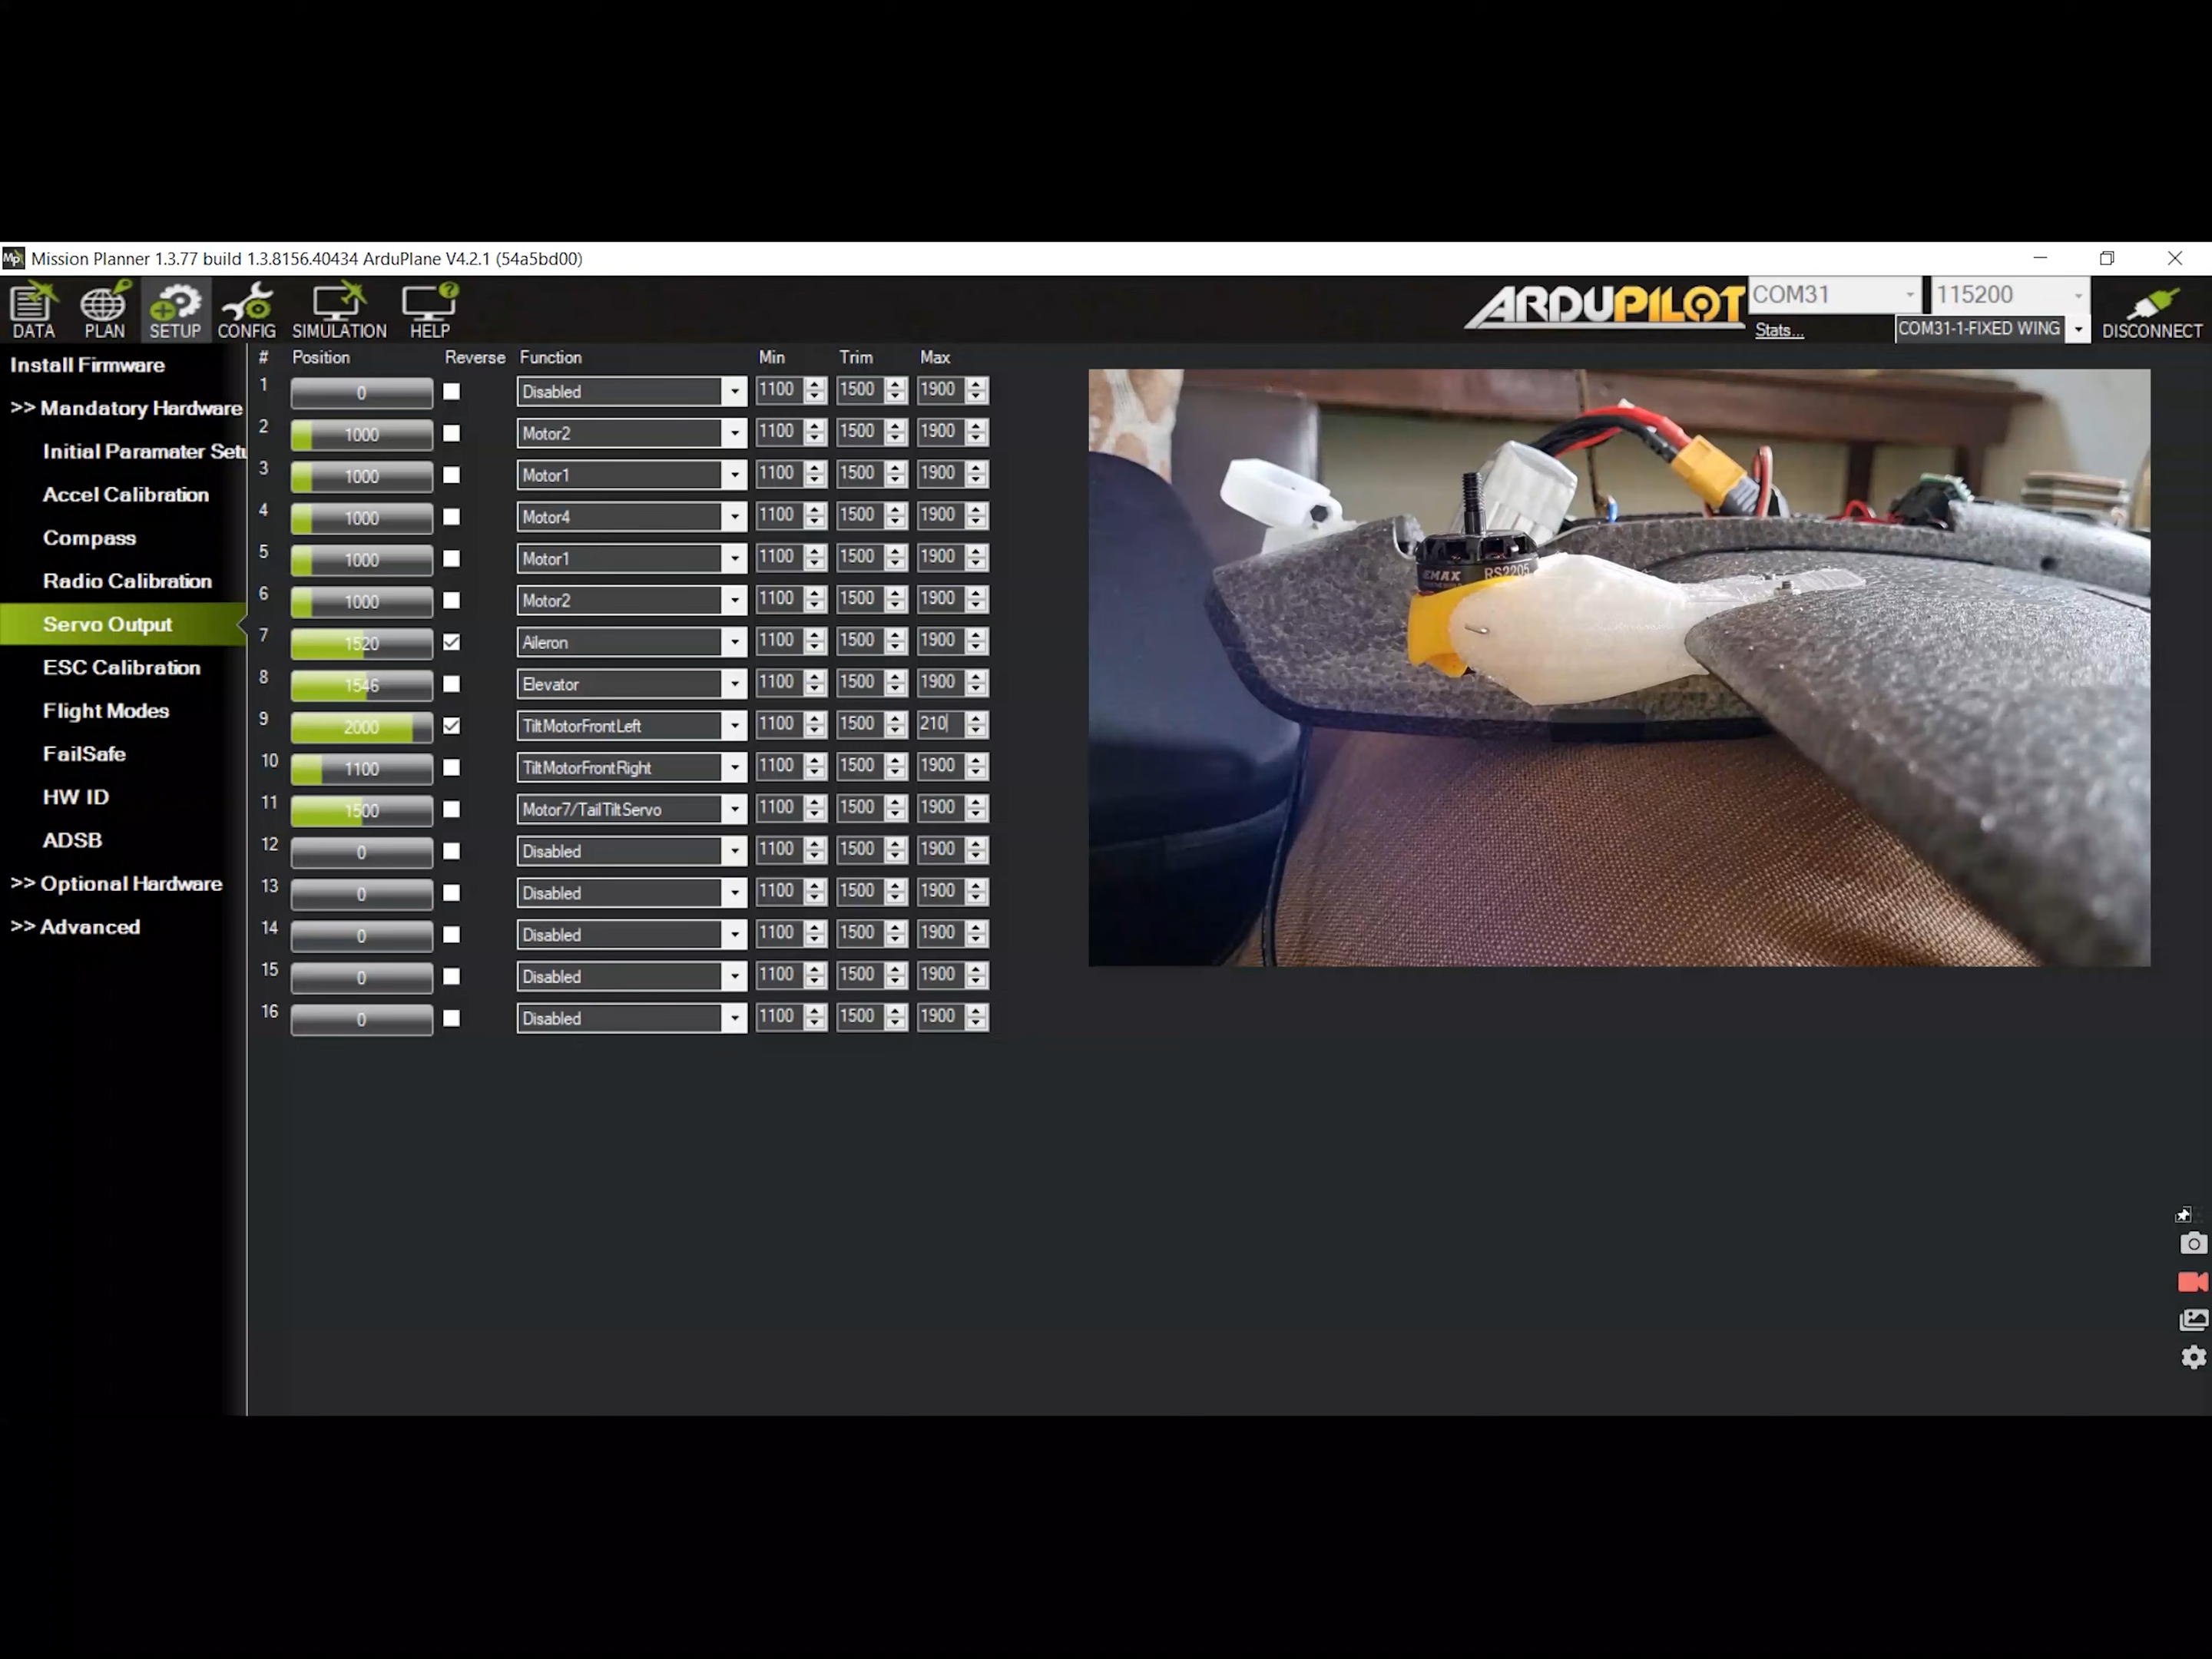 Mission Planner 1.3.77 build 1.3.8156.40434 ArduPlane V4.2.1 (54a5bd00)
DATA PLAN SETUP CONFIG SIMULATION HELP
ARDUPILOT
COM31 115200
Stats... COM31-1-FIXED WING DISCONNECT
Install Firmware
>> Mandatory Hardware
Initial Paramater Setu
Accel Calibration
Compass
Radio Calibration
Servo Output
ESC Calibration
Flight Modes
FailSafe
HW ID
ADSB
>> Optional Hardware
>> Advanced
# Position Reverse Function Min Trim Max
1 0 Disabled 1100 1500 1900
2 1000 Motor2 1100 1500 1900
3 1000 Motor1 1100 1500 1900
4 1000 Motor4 1100 1500 1900
5 1000 Motor1 1100 1500 1900
6 1000 Motor2 1100 1500 1900
7 1520 Aileron 1100 1500 1900
8 1546 Elevator 1100 1500 1900
9 2000 TiltMotorFrontLeft 1100 1500 210
10 1100 TiltMotorFrontRight 1100 1500 1900
11 1500 Motor7/TailTiltServo 1100 1500 1900
12 0 Disabled 1100 1500 1900
13 0 Disabled 1100 1500 1900
14 0 Disabled 1100 1500 1900
15 0 Disabled 1100 1500 1900
16 0 Disabled 1100 1500 1900
EMAX RS2205